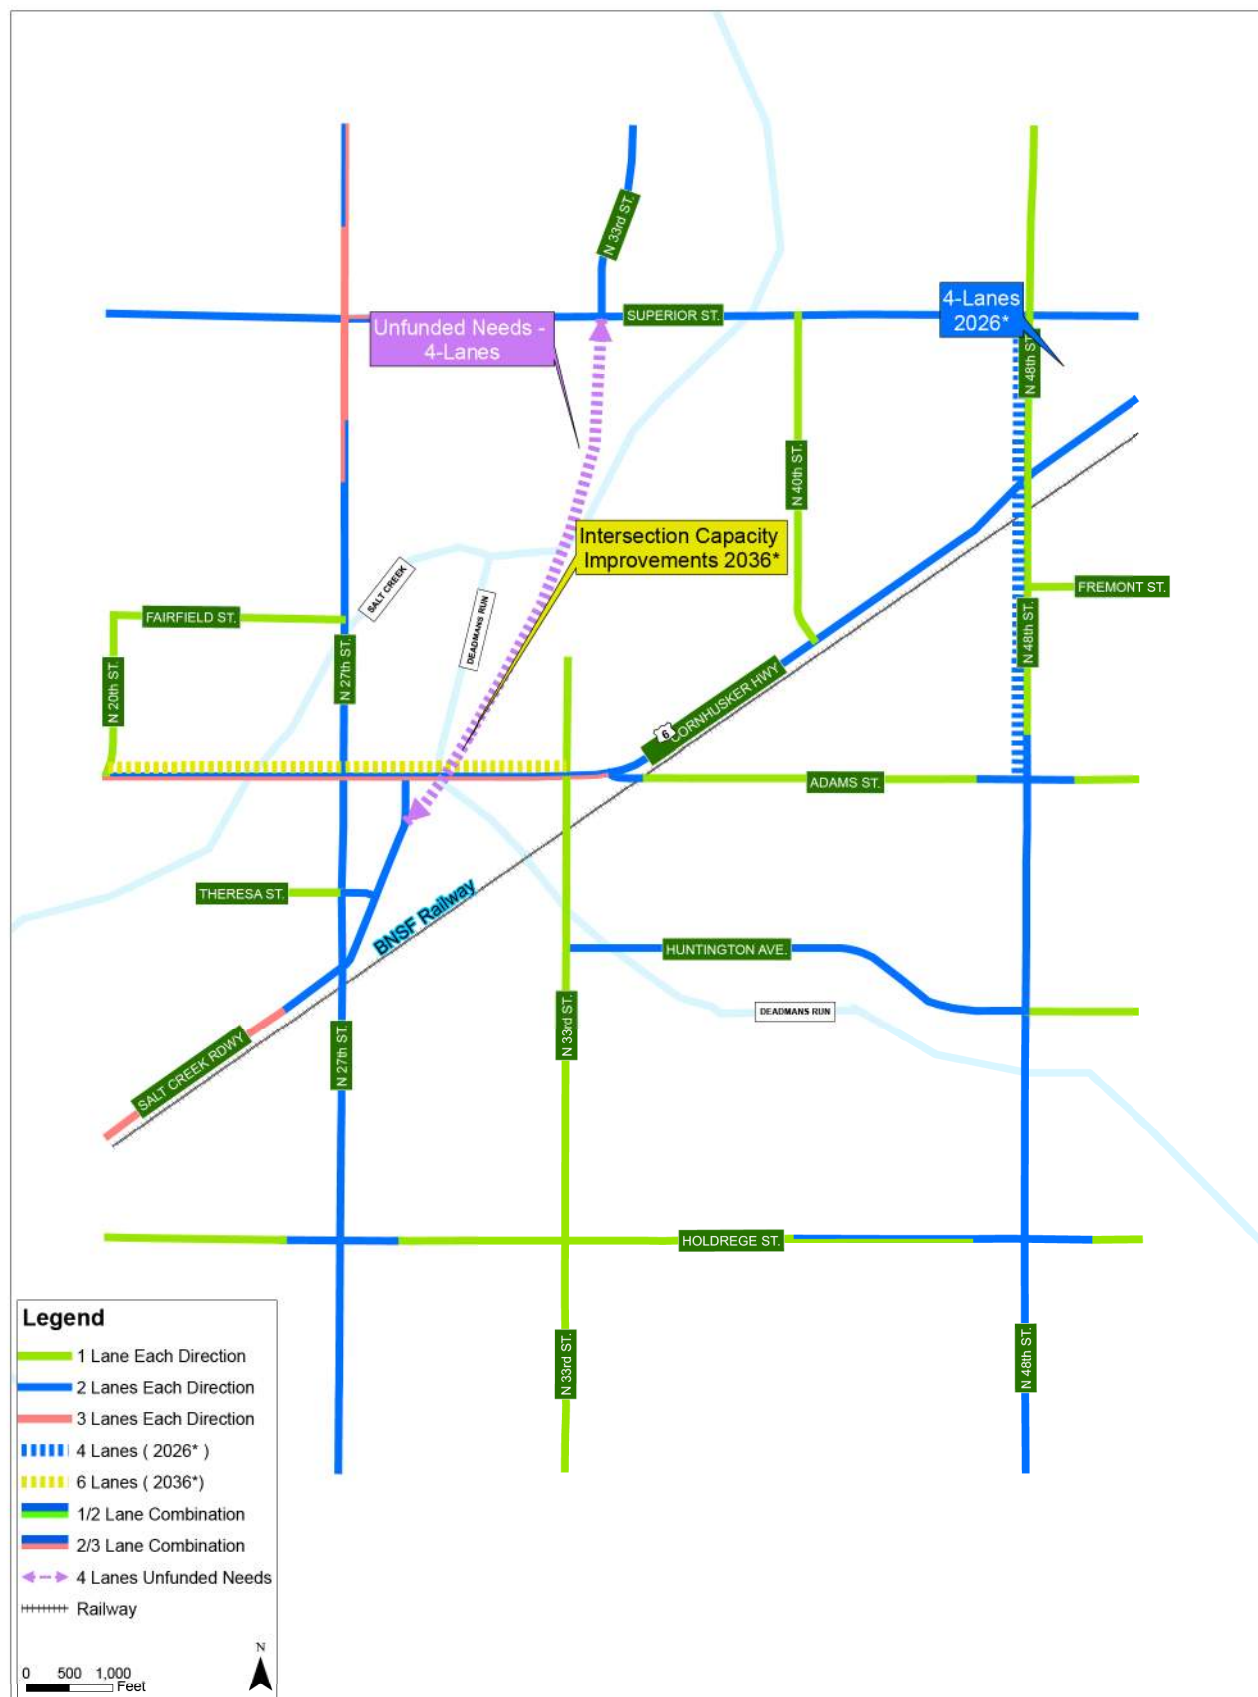 N 33rd ST.
4-Lanes
2026*
SUPERIOR ST.
Unfunded Needs -
4-Lanes
N 48th ST.
N 40th ST.
Intersection Capacity
Improvements 2036*
SALT CREEK
FREMONT ST.
FAIRFIELD ST.
DEADMANS RUN
N 48th ST.
N 27th ST.
N 20th ST.
6
CORNHUSKER HWY
ADAMS ST.
THERESA ST.
BNSF Railway
HUNTINGTON AVE.
DEADMANS RUN
N 33rd ST.
N 27th ST.
SALT CREEK RDWY
HOLDREGE ST.
N 33rd ST.
N 48th ST.
Legend
1 Lane Each Direction
2 Lanes Each Direction
3 Lanes Each Direction
4 Lanes ( 2026* )
6 Lanes ( 2036*)
1/2 Lane Combination
2/3 Lane Combination
4 Lanes Unfunded Needs
Railway
N
0 500 1,000
Feet